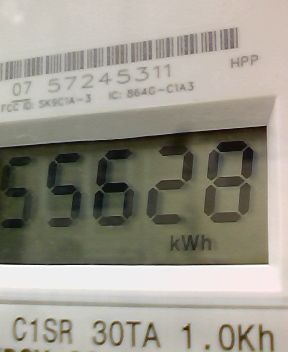 07 57245311
HPP
FCC ID: SK9C1A-3 IC: 864G-C1A3
55628
kWh
C1SR 30TA 1.0Kh